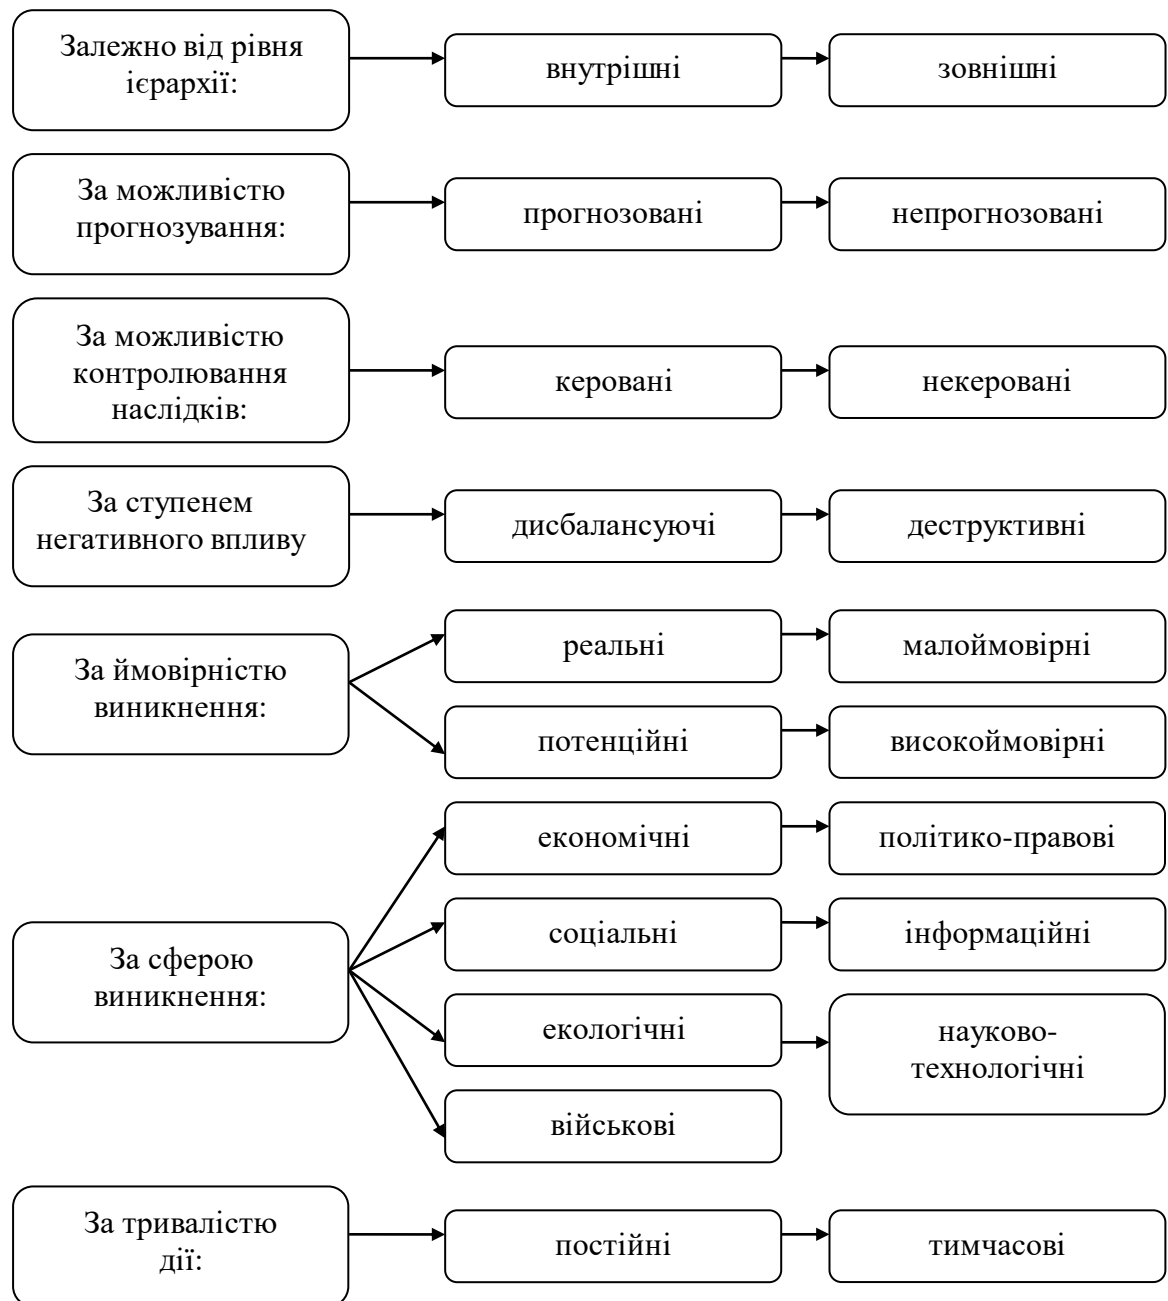 Залежно від рівня
ієрархії:
внутрішні
зовнішні
За можливістю
прогнозування:
прогнозовані
непрогнозовані
За можливістю
контролювання
наслідків:
керовані
некеровані
За ступенем
негативного впливу
дисбалансуючі
деструктивні
За ймовірністю
виникнення:
реальні
малоймовірні
потенційні
високоймовірні
За сферою
виникнення:
економічні
політико-правові
соціальні
інформаційні
екологічні
науково-
технологічні
військові
За тривалістю
дії:
постійні
тимчасові